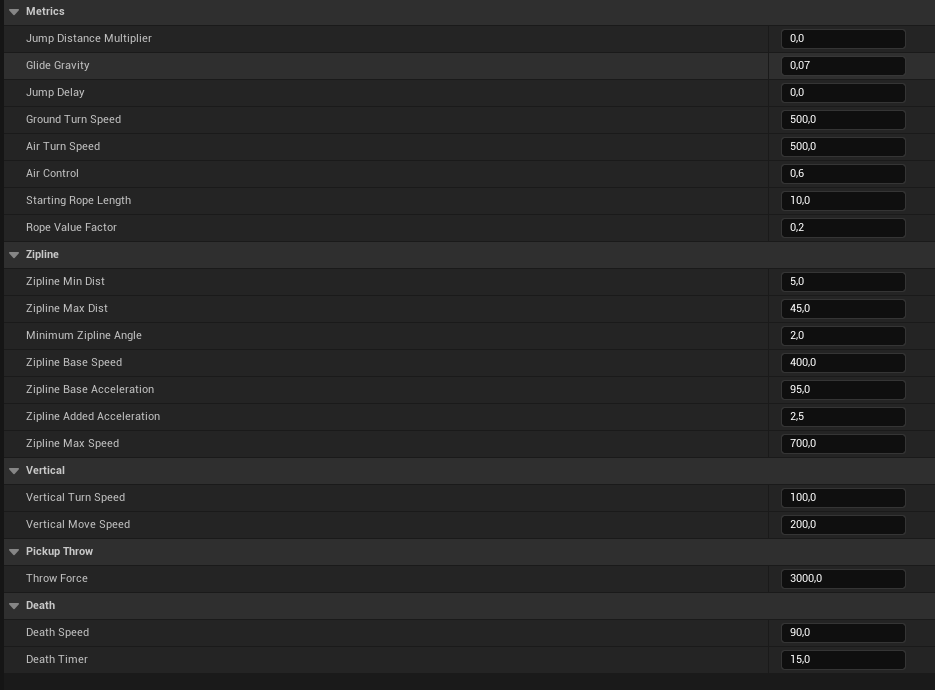 Metrics
Jump Distance Multiplier 0,0
Glide Gravity 0,07
Jump Delay 0,0
Ground Turn Speed 500,0
Air Turn Speed 500,0
Air Control 0,6
Starting Rope Length 10,0
Rope Value Factor 0,2
Zipline
Zipline Min Dist 5,0
Zipline Max Dist 45,0
Minimum Zipline Angle 2,0
Zipline Base Speed 400,0
Zipline Base Acceleration 95,0
Zipline Added Acceleration 2,5
Zipline Max Speed 700,0
Vertical
Vertical Turn Speed 100,0
Vertical Move Speed 200,0
Pickup Throw
Throw Force 3000,0
Death
Death Speed 90,0
Death Timer 15,0